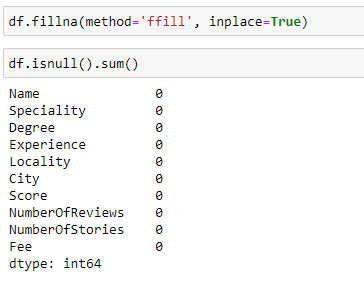 df.fillna(method='ffill', inplace=True)
df.isnull().sum()
Name 0
Speciality 0
Degree 0
Experience 0
Locality 0
City 0
Score 0
NumberOfReviews 0
NumberOfStories 0
Fee 0
dtype: int64